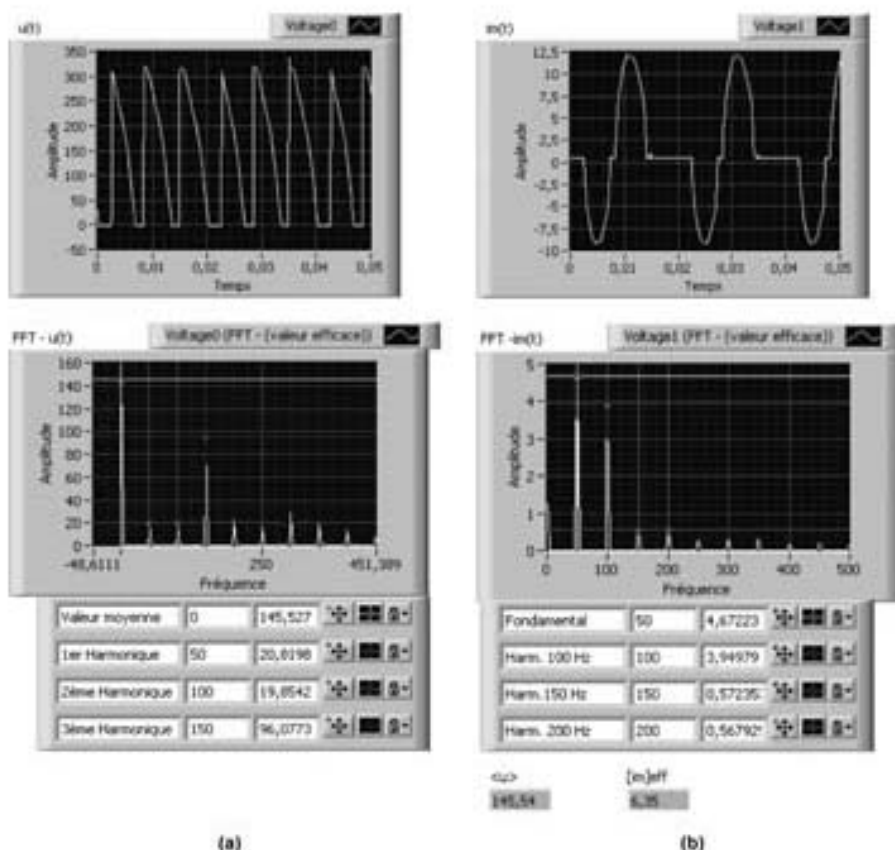 u(t)
Voltage0
350
300
250
200
150
100
50
0
-50
Amplitude
0 0,01 0,02 0,03 0,04 0,05
Temps
FFT - u(t)
Voltage0 (FFT - (valeur efficace))
160
140
120
100
80
60
40
20
0
Amplitude
-48,6111 250 451,389
Fréquence
Valeur moyenne 0 145,527
1er Harmonique 50 20,8198
2ème Harmonique 100 19,8542
3ème Harmonique 150 96,0773
(a)
im(t)
Voltage1
12,5
10
7,5
5
2,5
0
-2,5
-5
-7,5
-10
Amplitude
0 0,01 0,02 0,03 0,04 0,05
Temps
FFT -im(t)
Voltage1 (FFT - (valeur efficace))
5
4
3
2
1
0
Amplitude
0 100 200 300 400 500
Fréquence
Fondamental 50 4,67223
Harm. 100 Hz 100 3,94979
Harm.150 Hz 150 0,57235
Harm. 200 Hz 200 0,56792
[im]eff
145,54 6,35
(b)